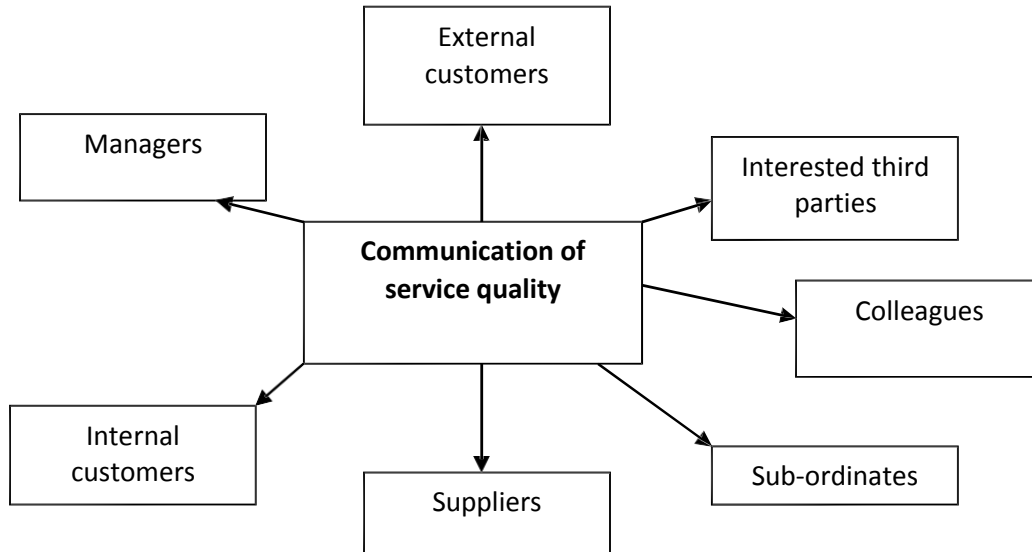 External
customers
Managers
Interested third
parties
Communication of
service quality
Colleagues
Internal
customers
Sub-ordinates
Suppliers